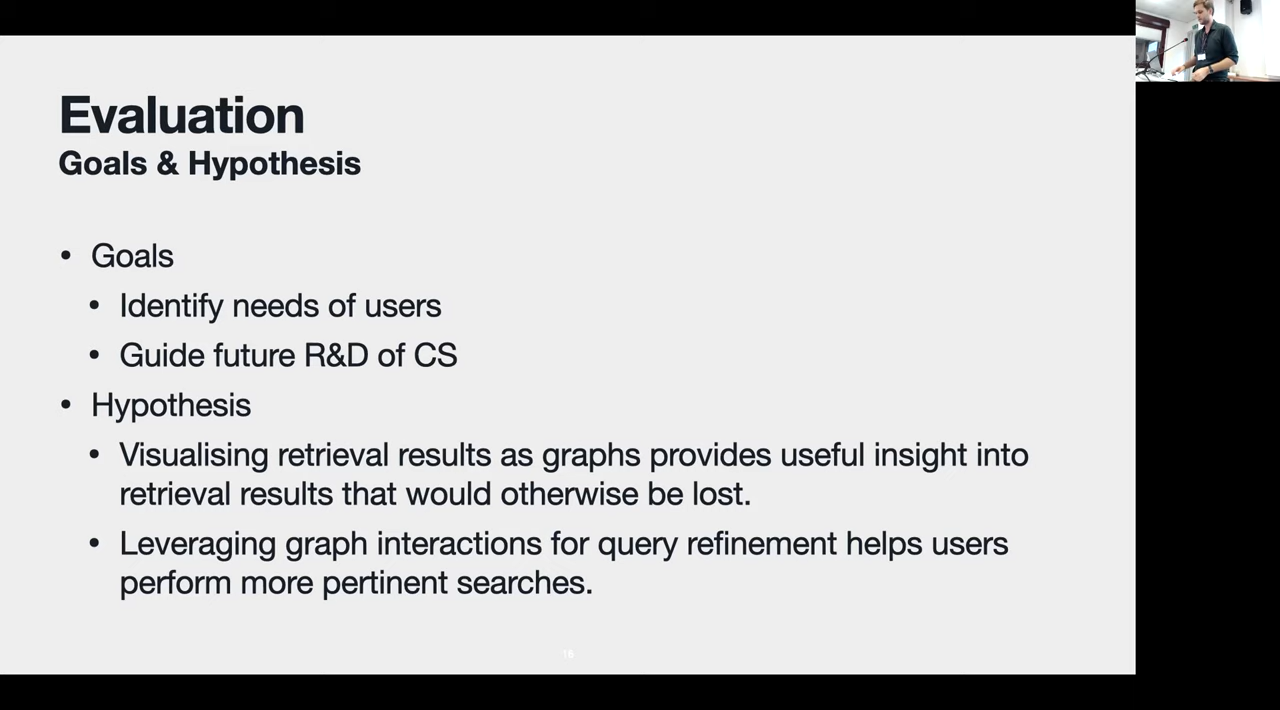 Evaluation
Goals & Hypothesis
• Goals
• Identify needs of users
• Guide future R&D of CS
• Hypothesis
• Visualising retrieval results as graphs provides useful insight into
retrieval results that would otherwise be lost.
• Leveraging graph interactions for query refinement helps users
perform more pertinent searches.
16